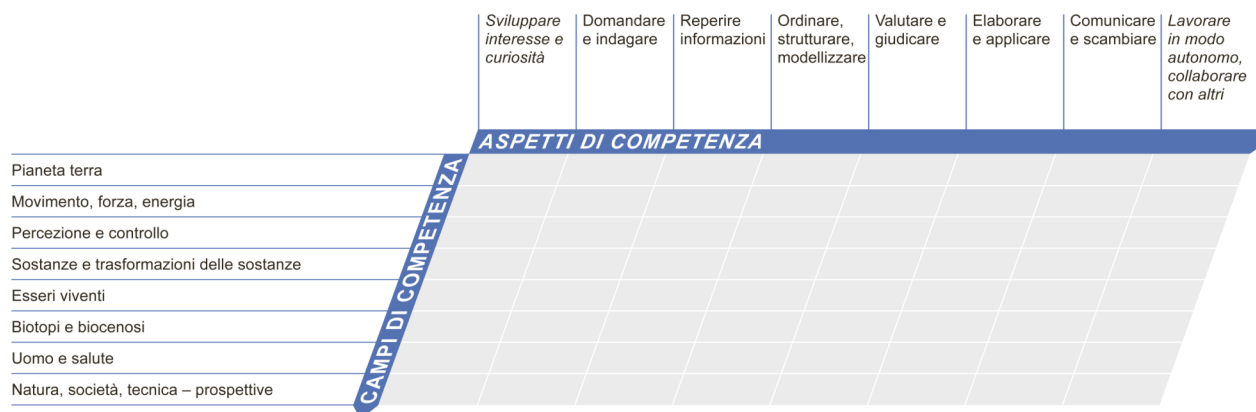 Sviluppare
interesse e
curiosità
Domandare
e indagare
Reperire
informazioni
Ordinare,
strutturare,
modellizzare
Valutare e
giudicare
Elaborare
e applicare
Comunicare
e scambiare
Lavorare
in modo
autonomo,
collaborare
con altri
ASPETTI DI COMPETENZA
CAMPI DI COMPETENZA
Pianeta terra
Movimento, forza, energia
Percezione e controllo
Sostanze e trasformazioni delle sostanze
Esseri viventi
Biotopi e biocenosi
Uomo e salute
Natura, società, tecnica – prospettive